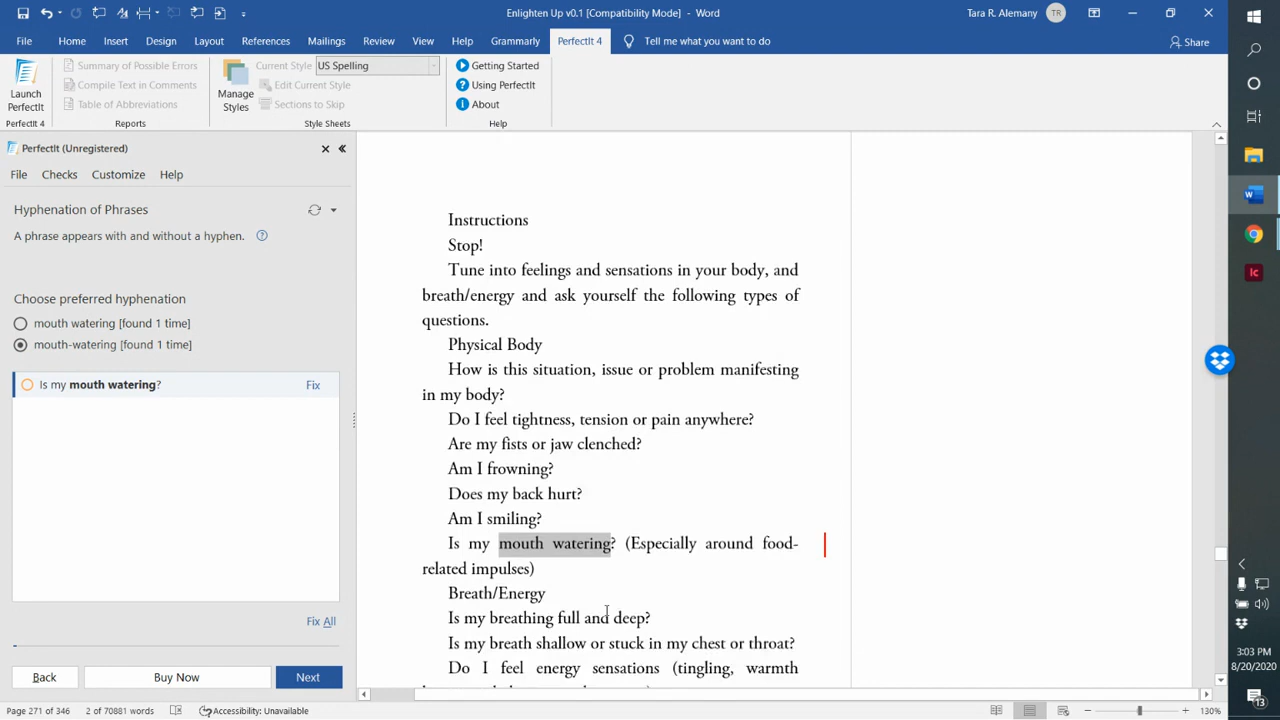 Enlighten Up v0.1 [Compatibility Mode] - Word
Tara R. Alemany TR
File Home Insert Design Layout References Mailings Review View Help Grammarly PerfectIt 4 Tell me what you want to do Share
Launch PerfectIt
PerfectIt 4
Summary of Possible Errors
Compile Text in Comments
Table of Abbreviations
Reports
Manage Styles
Current Style US Spelling
Edit Current Style
Sections to Skip
Style Sheets
Getting Started
Using PerfectIt
About
Help
PerfectIt (Unregistered)
File Checks Customize Help
Hyphenation of Phrases
A phrase appears with and without a hyphen.
Choose preferred hyphenation
mouth watering [found 1 time]
mouth-watering [found 1 time]
Is my mouth watering? Fix
Fix All
Back Buy Now Next
Instructions
Stop!
Tune into feelings and sensations in your body, and
breath/energy and ask yourself the following types of
questions.
Physical Body
How is this situation, issue or problem manifesting
in my body?
Do I feel tightness, tension or pain anywhere?
Are my fists or jaw clenched?
Am I frowning?
Does my back hurt?
Am I smiling?
Is my mouth watering? (Especially around food-
related impulses)
Breath/Energy
Is my breathing full and deep?
Is my breath shallow or stuck in my chest or throat?
Do I feel energy sensations (tingling, warmth
Page 271 of 346 2 of 70881 words Accessibility: Unavailable 130%
3:03 PM
8/20/2020
13